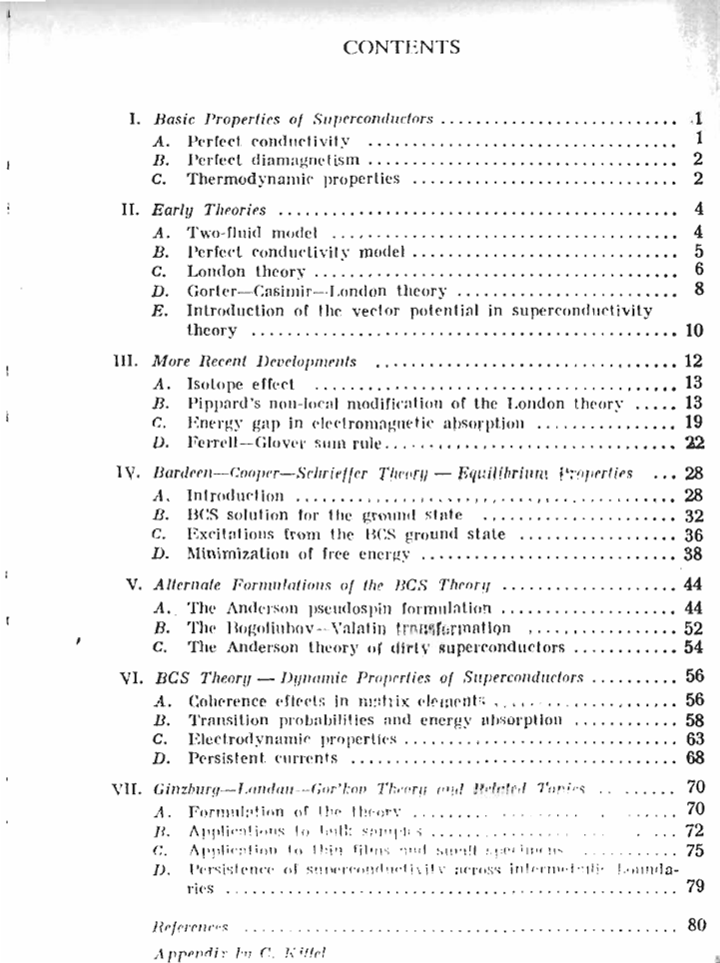 CONTENTS
I. Basic Properties of Superconductors ........................... 1
A. Perfect conductivity ................................... 1
B. Perfect diamagnetism .................................... 2
C. Thermodynamic properties .............................. 2
II. Early Theories .............................................. 4
A. Two-fluid model ........................................ 4
B. Perfect conductivity model .............................. 5
C. London theory .......................................... 6
D. Gorter—Casimir—London theory ......................... 8
E. Introduction of the vector potential in superconductivity
theory ................................................. 10
III. More Recent Developments ................................... 12
A. Isotope effect .......................................... 13
B. Pippard's non-local modification of the London theory ..... 13
C. Energy gap in electromagnetic absorption ................ 19
D. Ferrell—Glover sum rule.................................. 22
IV. Bardeen—Cooper—Schrieffer Theory — Equilibrium Properties ... 28
A. Introduction ............................................ 28
B. BCS solution for the ground state ...................... 32
C. Excitations from the BCS ground state .................. 36
D. Minimization of free energy ............................. 38
V. Alternate Formulations of the BCS Theory .................... 44
A. The Anderson pseudospin formulation .................... 44
B. The Bogoliubov—Valatin transformation ................. 52
C. The Anderson theory of dirty superconductors ............ 54
VI. BCS Theory — Dynamic Properties of Superconductors .......... 56
A. Coherence effects in matrix elements ..................... 56
B. Transition probabilities and energy absorption ............ 58
C. Electrodynamic properties ............................... 63
D. Persistent currents ..................................... 68
VII. Ginzburg—Landau—Gor'kov Theory and Related Topics ......... 70
A. Formulation of the theory ............................... 70
B. Applications to bulk samples ............................ 72
C. Application to thin films and small specimens ............ 75
D. Persistence of superconductivity across intermetallic bounda-
ries .................................................... 79
References .................................................. 80
Appendix by C. Kittel